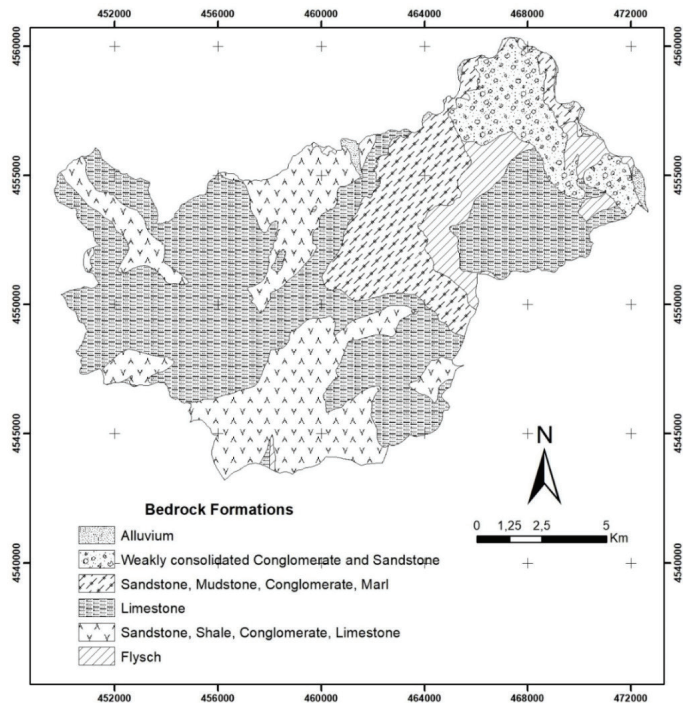 452000 456000 460000 464000 468000 472000
4560000 4560000
4555000 4555000
4550000 4550000
4545000 4545000
4540000 4540000
N
0 1,25 2,5 5
Km
Bedrock Formations
Alluvium
Weakly consolidated Conglomerate and Sandstone
Sandstone, Mudstone, Conglomerate, Marl
Limestone
Sandstone, Shale, Conglomerate, Limestone
Flysch
452000 456000 460000 464000 468000 472000